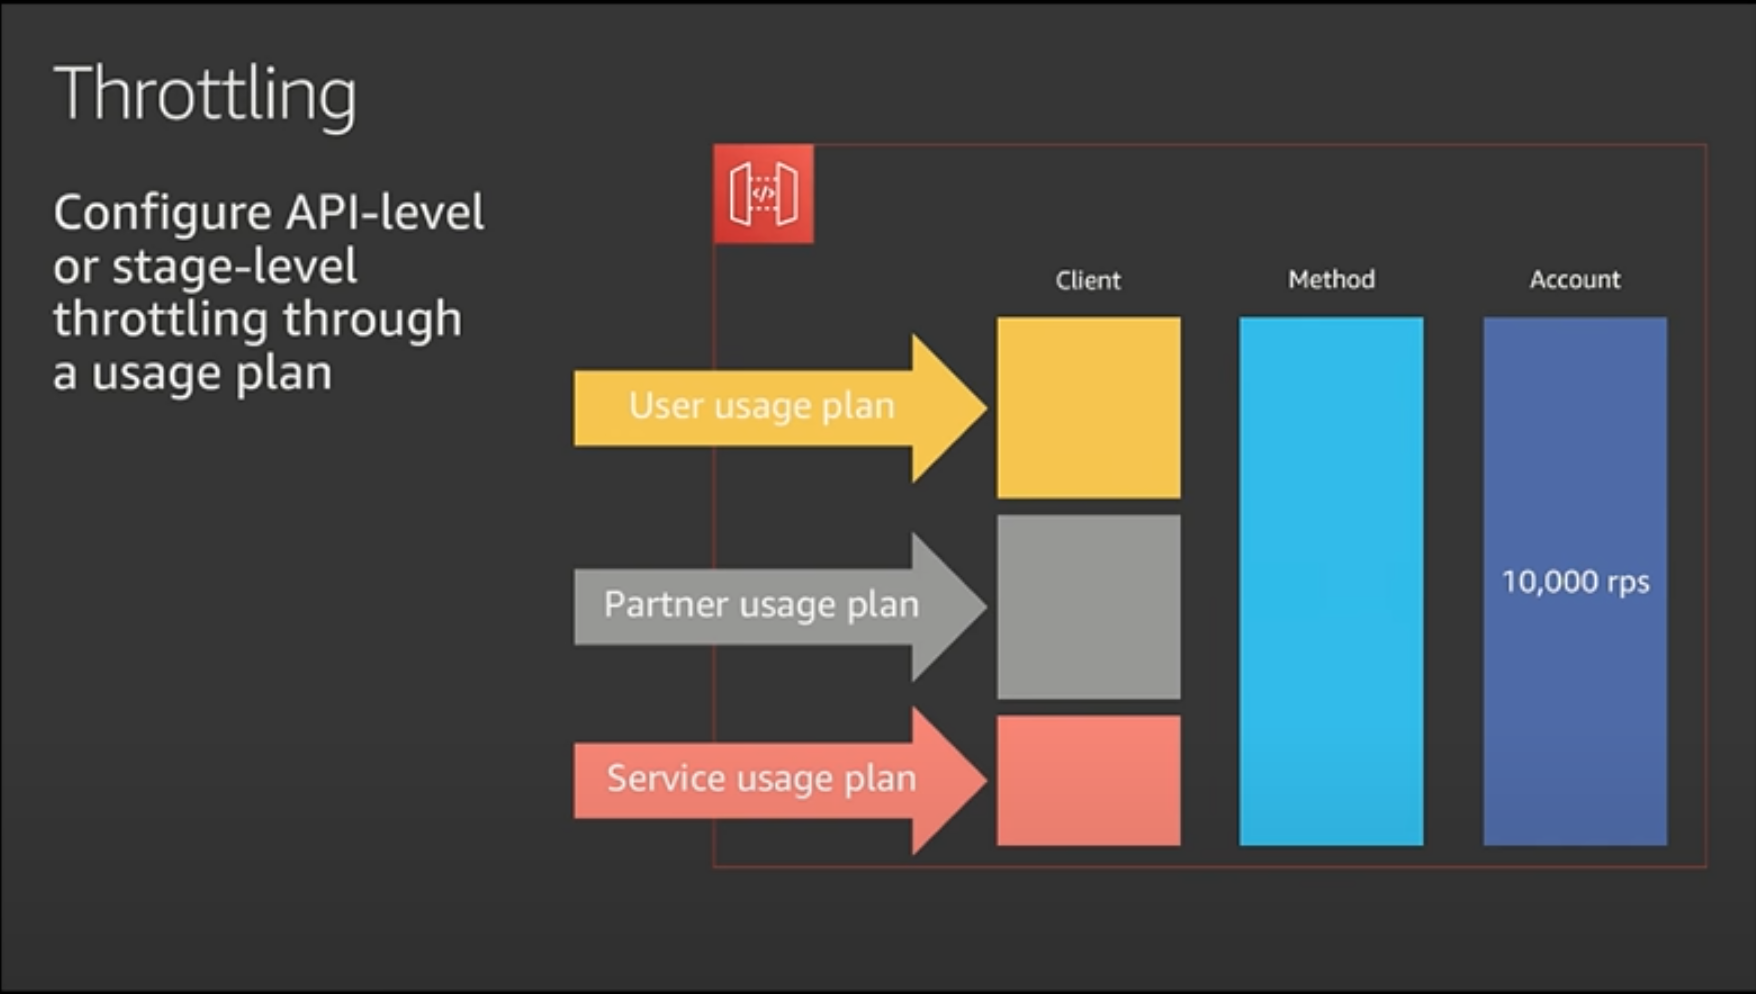 Throttling
Configure API-level
or stage-level
throttling through
a usage plan
</>
Client
Method
Account
User usage plan
Partner usage plan
Service usage plan
10,000 rps